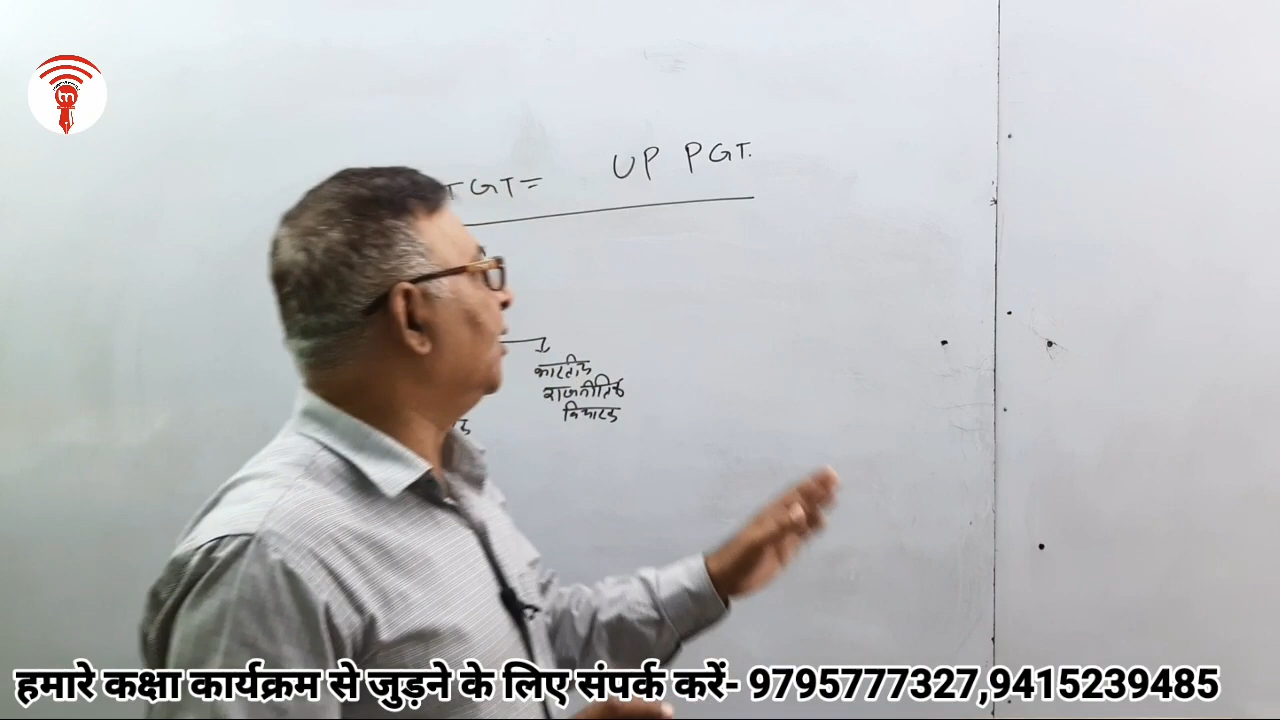 TGT= UP PGT.
भारतीय
राजनीतिक
विचारक
हमारे कक्षा कार्यक्रम से जुड़ने के लिए संपर्क करें- 9795777327,9415239485